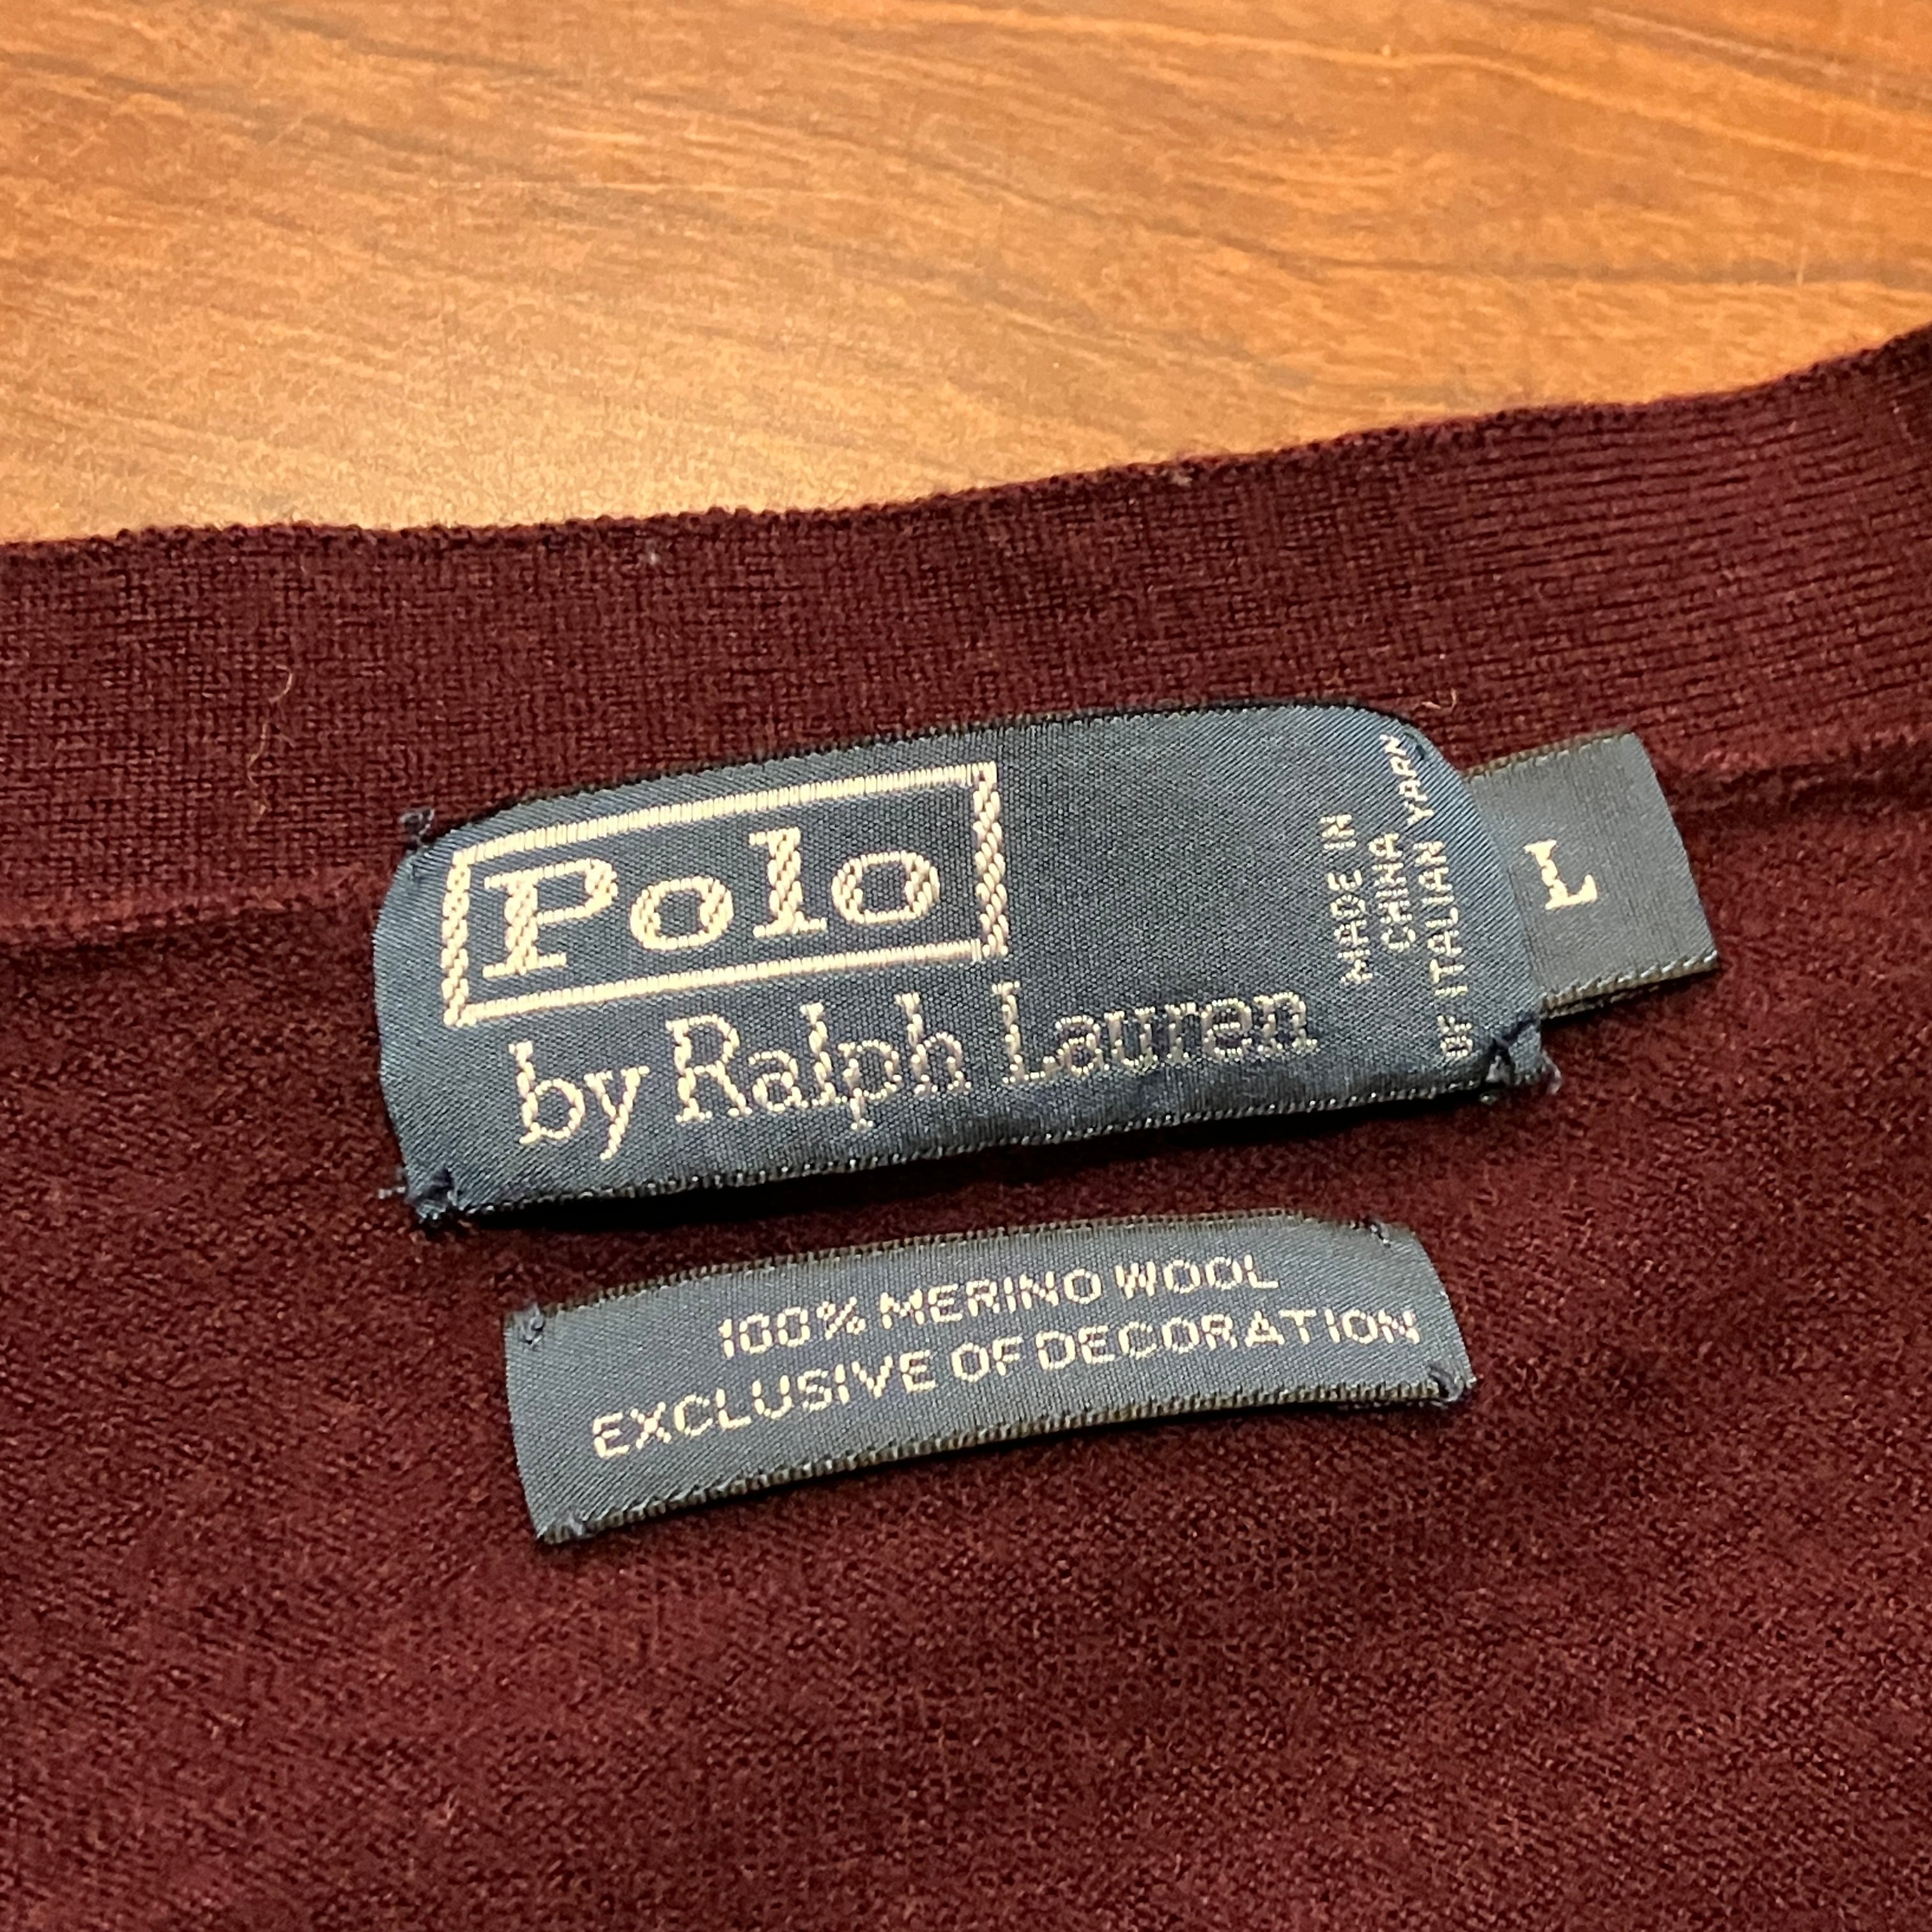 Polo
by Ralph Lauren
MADE IN
CHINA
OF ITALIAN YARN
L
100% MERINO WOOL
EXCLUSIVE OF DECORATION